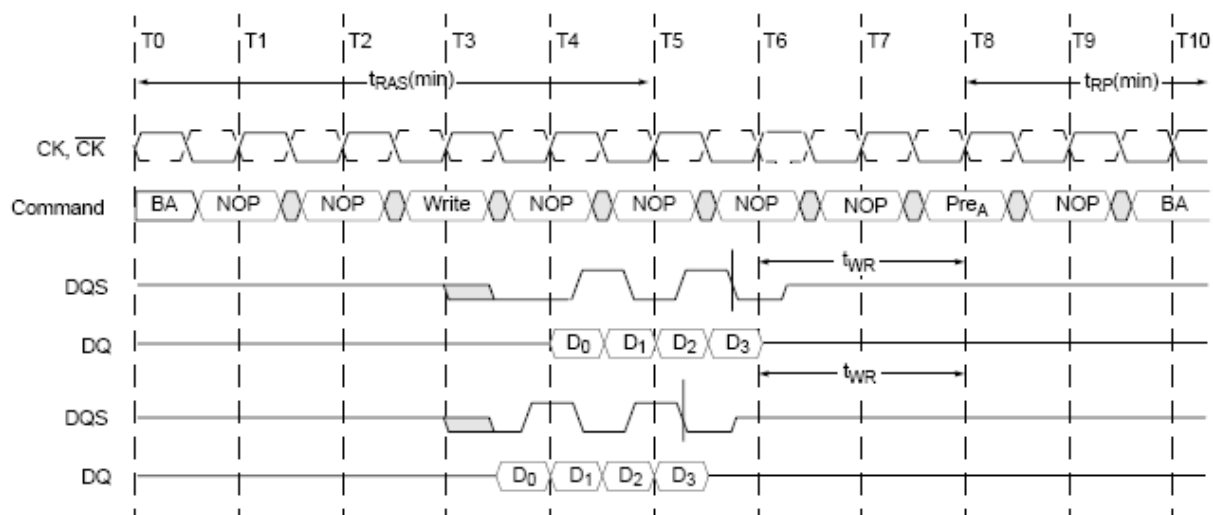 T0 T1 T2 T3 T4 T5 T6 T7 T8 T9 T10
tRAS(min) tRP(min)
CK, CK
Command BA NOP NOP Write NOP NOP NOP NOP PreA NOP BA
tWR
DQS
DQ D0 D1 D2 D3
tWR
DQS
DQ D0 D1 D2 D3